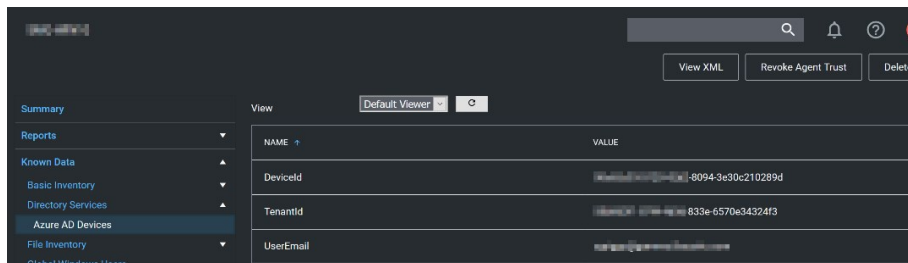 View XML Revoke Agent Trust Delet
Summary
View Default Viewer
Reports
NAME ↑ VALUE
Known Data
DeviceId -8094-3e30c210289d
Basic Inventory
Directory Services
TenantId 833e-6570e34324f3
Azure AD Devices
File Inventory
UserEmail